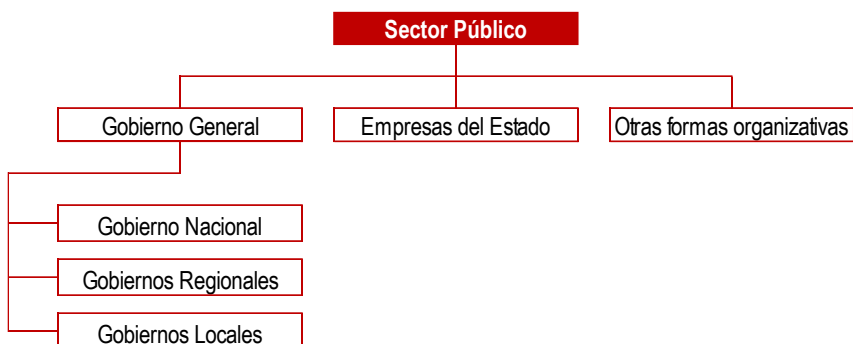 Sector Público
Gobierno General
Empresas del Estado
Otras formas organizativas
Gobierno Nacional
Gobiernos Regionales
Gobiernos Locales